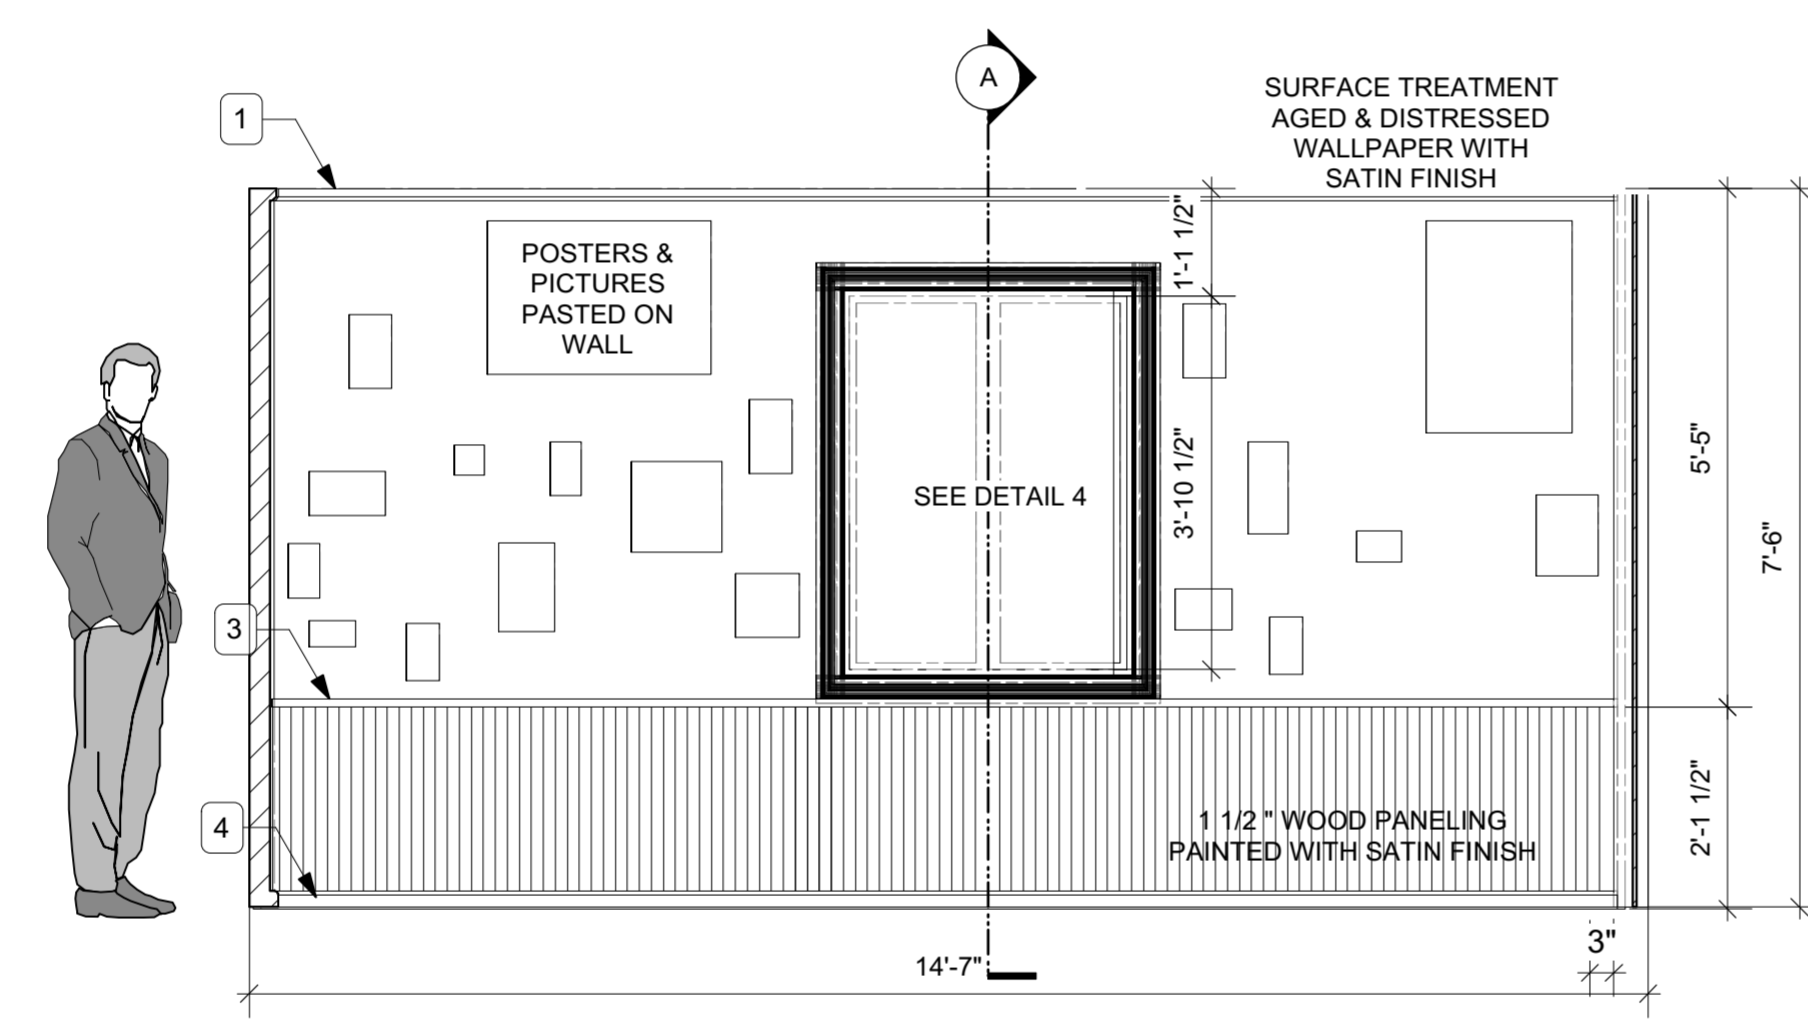 A
SURFACE TREATMENT
AGED & DISTRESSED
WALLPAPER WITH
SATIN FINISH
1
1'-1 1/2"
POSTERS &
PICTURES
PASTED ON
WALL
SEE DETAIL 4
3'-10 1/2"
5'-5"
7'-6"
3
4
1 1/2 " WOOD PANELING
PAINTED WITH SATIN FINISH
2'-1 1/2"
3"
14'-7"